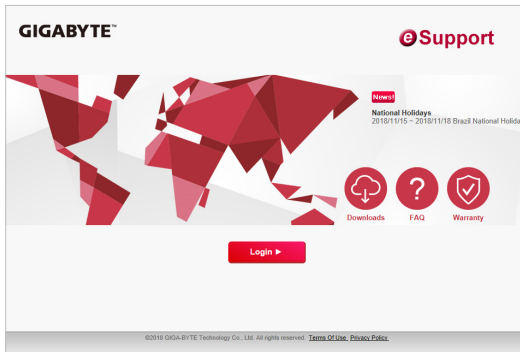 GIGABYTE™
eSupport
News!
National Holidays
2018/11/15 ~ 2018/11/18 Brazil National Holida
Downloads
FAQ
Warranty
Login ►
©2018 GIGA-BYTE Technology Co., Ltd. All rights reserved. Terms Of Use Privacy Policy